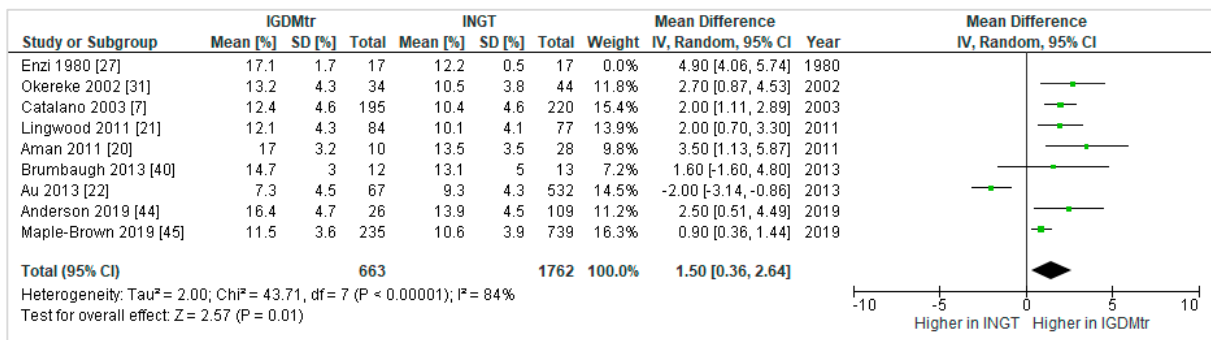 IGDMtr INGT Mean Difference Mean Difference
Study or Subgroup Mean [%] SD [%] Total Mean [%] SD [%] Total Weight IV, Random, 95% CI Year IV, Random, 95% CI
Enzi 1980 [27] 17.1 1.7 17 12.2 0.5 17 0.0% 4.90 [4.06, 5.74] 1980
Okereke 2002 [31] 13.2 4.3 34 10.5 3.8 44 11.8% 2.70 [0.87, 4.53] 2002
Catalano 2003 [7] 12.4 4.6 195 10.4 4.6 220 15.4% 2.00 [1.11, 2.89] 2003
Lingwood 2011 [21] 12.1 4.3 84 10.1 4.1 77 13.9% 2.00 [0.70, 3.30] 2011
Aman 2011 [20] 17 3.2 10 13.5 3.5 28 9.8% 3.50 [1.13, 5.87] 2011
Brumbaugh 2013 [40] 14.7 3 12 13.1 5 13 7.2% 1.60 [-1.60, 4.80] 2013
Au 2013 [22] 7.3 4.5 67 9.3 4.3 532 14.5% -2.00 [-3.14, -0.86] 2013
Anderson 2019 [44] 16.4 4.7 26 13.9 4.5 109 11.2% 2.50 [0.51, 4.49] 2019
Maple-Brown 2019 [45] 11.5 3.6 235 10.6 3.9 739 16.3% 0.90 [0.36, 1.44] 2019
Total (95% CI) 663 1762 100.0% 1.50 [0.36, 2.64]
Heterogeneity: Tau² = 2.00; Chi² = 43.71, df = 7 (P < 0.00001); I² = 84%
Test for overall effect: Z = 2.57 (P = 0.01)
-10 -5 0 5 10
Higher in INGT Higher in IGDMtr